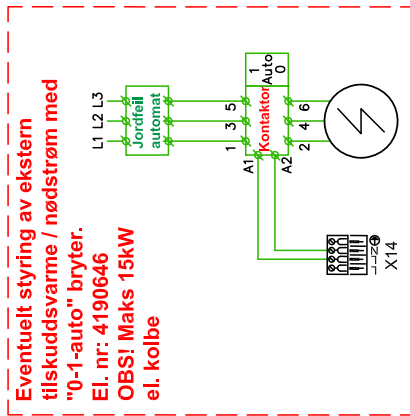 Eventuelt styring av ekstern
tilskuddsvarme / nødstrøm med
"0-1-auto" bryter.
El. nr: 4190646
OBS! Maks 15kW
el. kolbe
L1 L2 L3
Jordfeil
automat
1 3 5
A1
Kontaktor
1
Auto
0
A2
2 4 6
L L N
X14